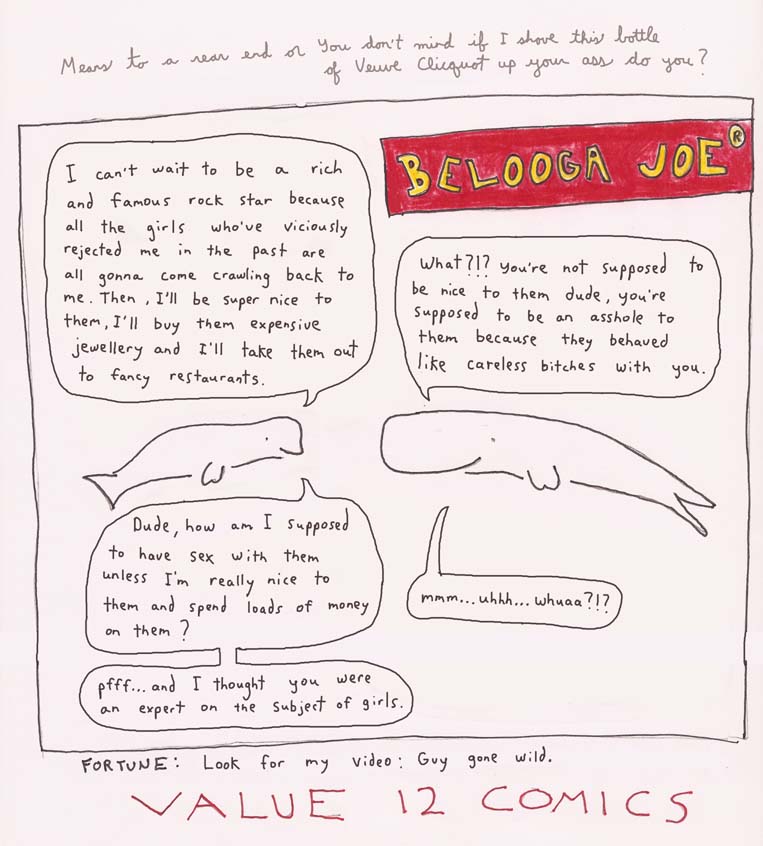 Means to a rear end or You don't mind if I shove this bottle
of Veuve Clicquot up your ass do you?
BELOOGA JOE®
I can't wait to be a rich
and famous rock star because
all the girls who've viciously
rejected me in the past are
all gonna come crawling back to
me. Then, I'll be super nice to
them, I'll buy them expensive
jewellery and I'll take them out
to fancy restaurants.
What?!? You're not supposed to
be nice to them dude, you're
supposed to be an asshole to
them because they behaved
like careless bitches with you.
Dude, how am I supposed
to have sex with them
unless I'm really nice to
them and spend loads of money
on them?
mmm...uhhh...whuaa?!?
pfff...and I thought you were
an expert on the subject of girls.
FORTUNE: Look for my video: Guy gone wild.
VALUE 12 COMICS